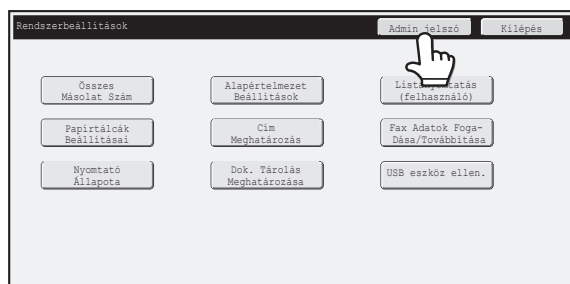 Rendszerbeállítások
Admin jelszó
Kilépés
Összes
Másolat Szám
Alapértelmezet
Beállítások
(felhasználó)
Papírtálcák
Beállításai
Cím
Meghatározás
Fax Adatok Foga-
Dása/Továbbítása
Nyomtató
Állapota
Dok. Tárolás
Meghatározása
USB eszköz ellen.